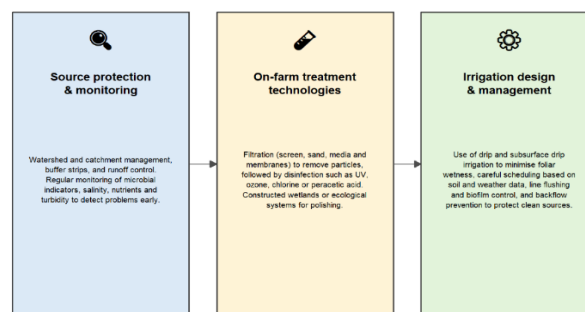 Source protection
& monitoring
Watershed and catchment management,
buffer strips, and runoff control.
Regular monitoring of microbial
indicators, salinity, nutrients and
turbidity to detect problems early.
On-farm treatment
technologies
Filtration (screen, sand, media and
membranes) to remove particles,
followed by disinfection such as UV,
ozone, chlorine or peracetic acid.
Constructed wetlands or ecological
systems for polishing.
Irrigation design
& management
Use of drip and subsurface drip
irrigation to minimise foliar
wetness, careful scheduling based on
soil and weather data, line flushing
and biofilm control, and backflow
prevention to protect clean sources.